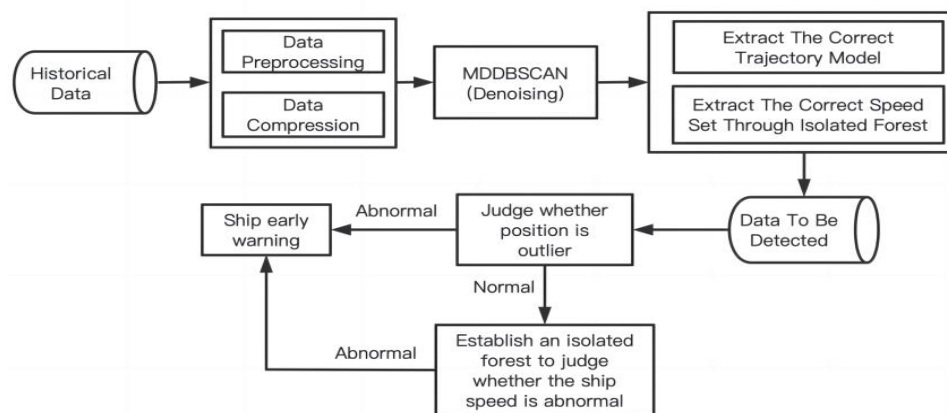 Historical
Data
Data
Preprocessing
Data
Compression
MDDBSCAN
(Denoising)
Extract The Correct
Trajectory Model
Extract The Correct Speed
Set Through Isolated Forest
Data To Be
Detected
Judge whether
position is
outlier
Abnormal
Ship early
warning
Normal
Establish an isolated
forest to judge
whether the ship
speed is abnormal
Abnormal